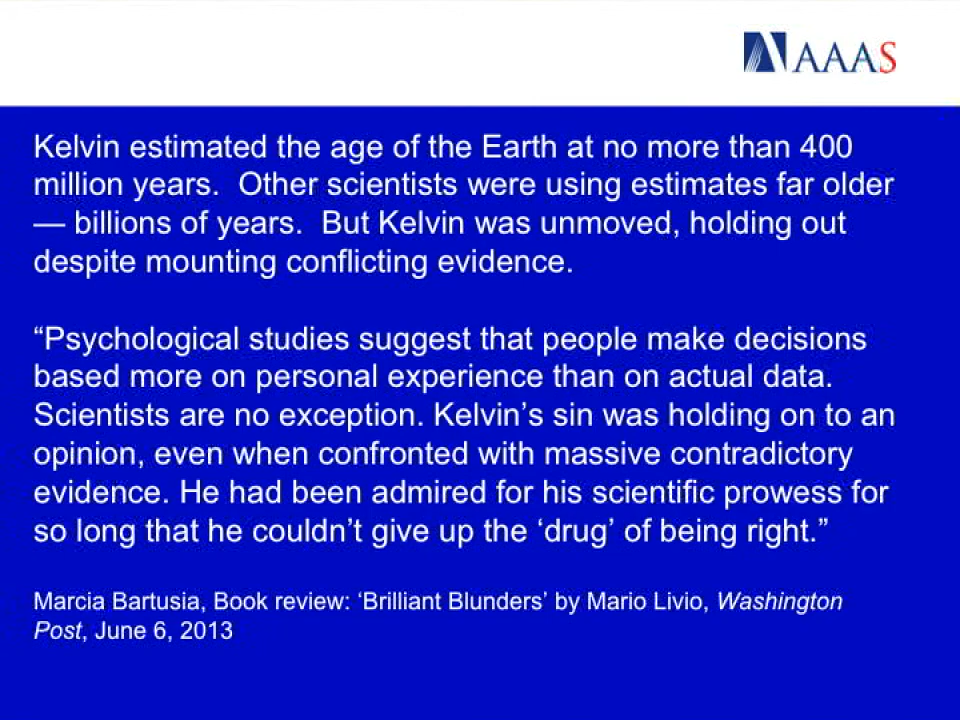 AAAS
Kelvin estimated the age of the Earth at no more than 400
million years.  Other scientists were using estimates far older
— billions of years.  But Kelvin was unmoved, holding out
despite mounting conflicting evidence.
“Psychological studies suggest that people make decisions
based more on personal experience than on actual data.
Scientists are no exception. Kelvin’s sin was holding on to an
opinion, even when confronted with massive contradictory
evidence. He had been admired for his scientific prowess for
so long that he couldn’t give up the ‘drug’ of being right.”
Marcia Bartusia, Book review: ‘Brilliant Blunders’ by Mario Livio, Washington
Post, June 6, 2013